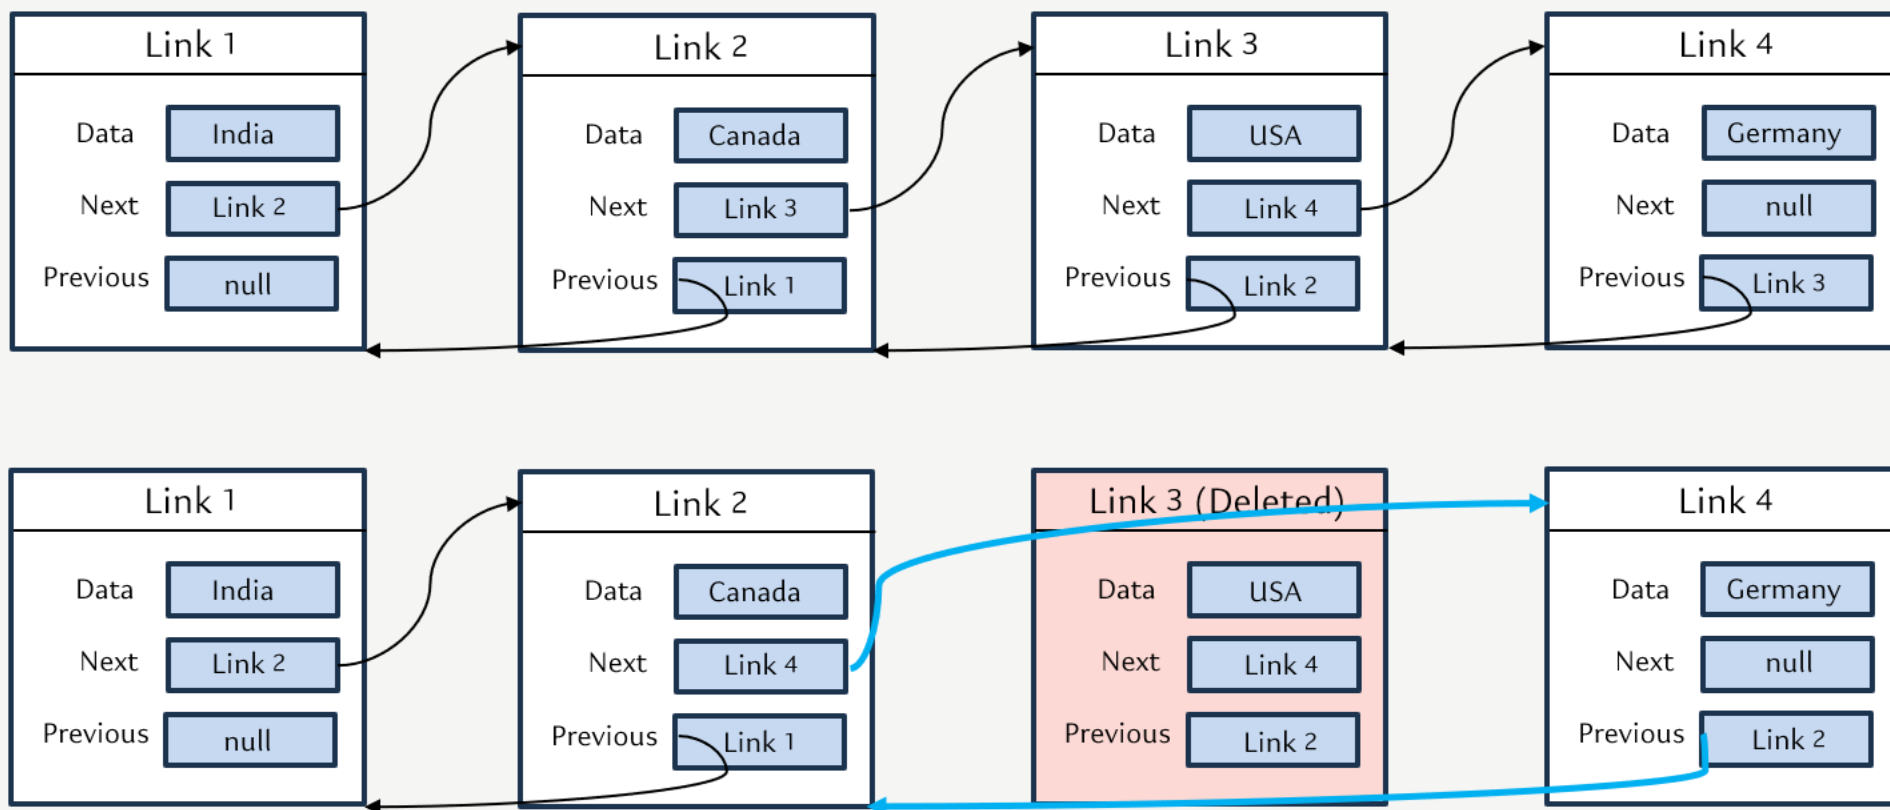 Link 1
Data India
Next Link 2
Previous null
Link 2
Data Canada
Next Link 3
Previous Link 1
Link 3
Data USA
Next Link 4
Previous Link 2
Link 4
Data Germany
Next null
Previous Link 3
Link 1
Data India
Next Link 2
Previous null
Link 2
Data Canada
Next Link 4
Previous Link 1
Link 3 (Deleted)
Data USA
Next Link 4
Previous Link 2
Link 4
Data Germany
Next null
Previous Link 2